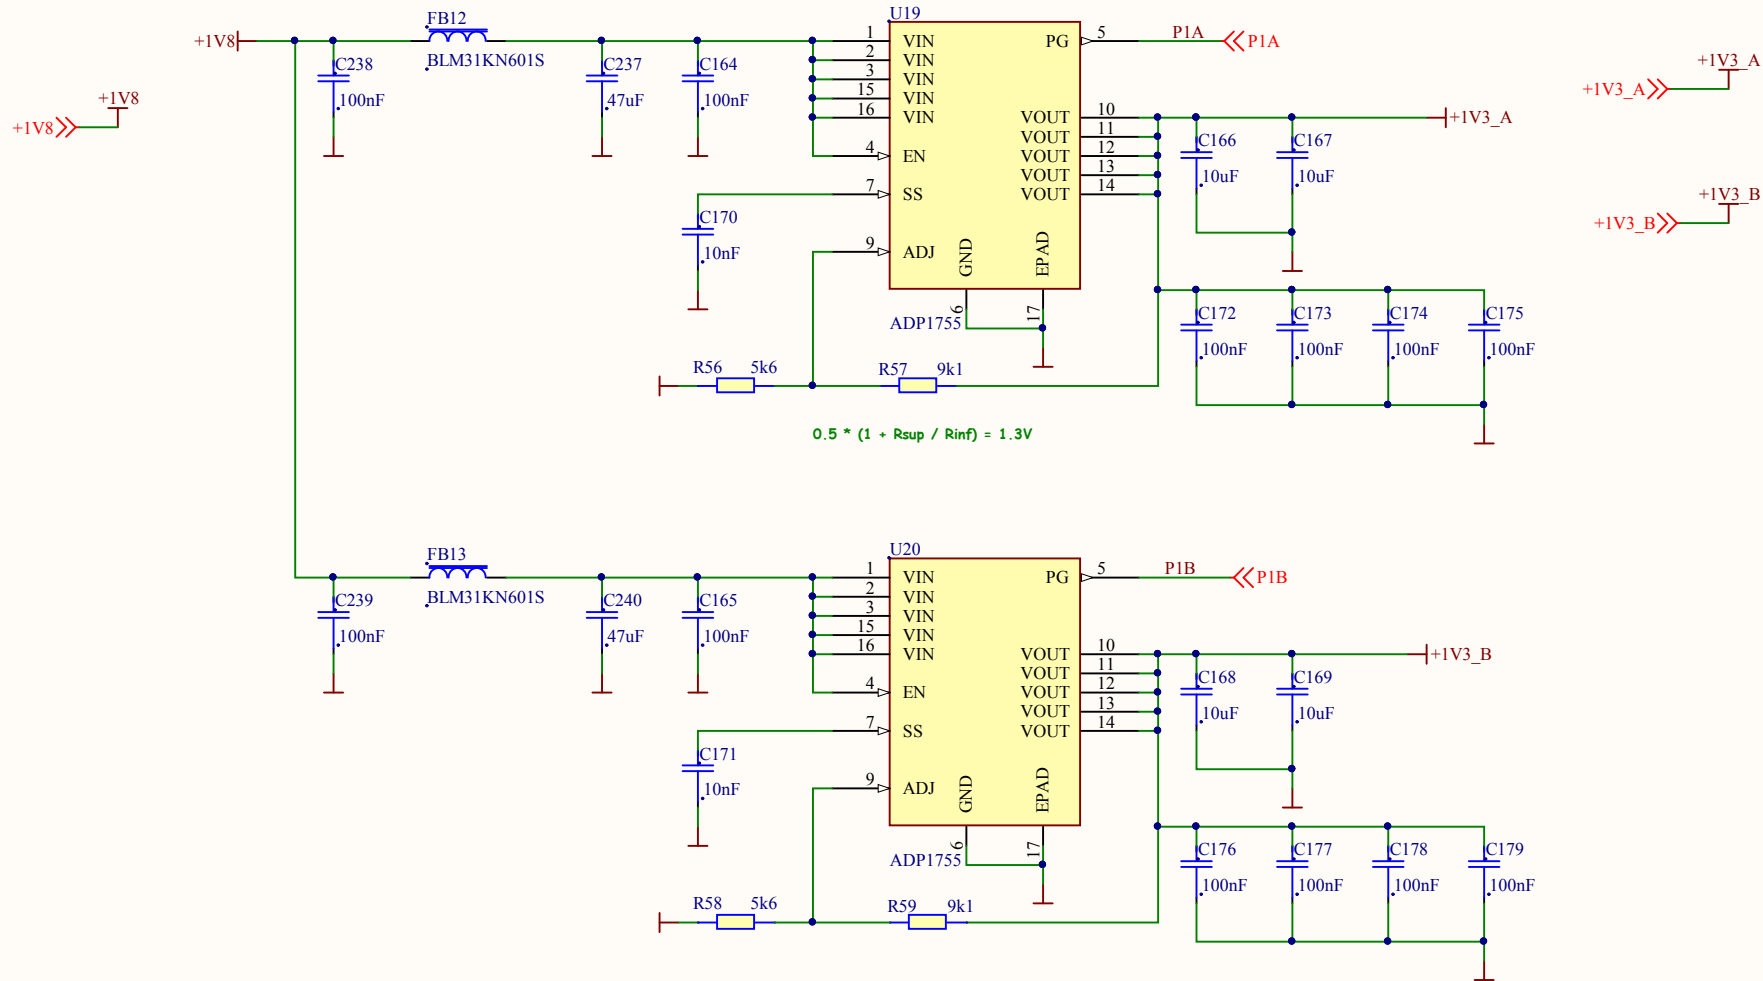 FB12
BLM31KN601S
+1V8
C238
100nF
C237
47uF
C164
100nF
+1V8
+1V8
U19
1 VIN
2 VIN
3 VIN
15 VIN
16 VIN
4 EN
7 SS
9 ADJ
PG 5
P1A
P1A
VOUT 10
VOUT 11
VOUT 12
VOUT 13
VOUT 14
GND
6
EPAD
17
ADP1755
C170
10nF
R56 5k6
R57 9k1
C166
10uF
C167
10uF
+1V3_A
C172
100nF
C173
100nF
C174
100nF
C175
100nF
+1V3_A
+1V3_A
+1V3_B
+1V3_B
0.5 * (1 + Rsup / Rinf) = 1.3V
FB13
BLM31KN601S
C239
100nF
C240
47uF
C165
100nF
U20
1 VIN
2 VIN
3 VIN
15 VIN
16 VIN
4 EN
7 SS
9 ADJ
PG 5
P1B
P1B
VOUT 10
VOUT 11
VOUT 12
VOUT 13
VOUT 14
GND
6
EPAD
17
ADP1755
C171
10nF
R58 5k6
R59 9k1
C168
10uF
C169
10uF
+1V3_B
C176
100nF
C177
100nF
C178
100nF
C179
100nF